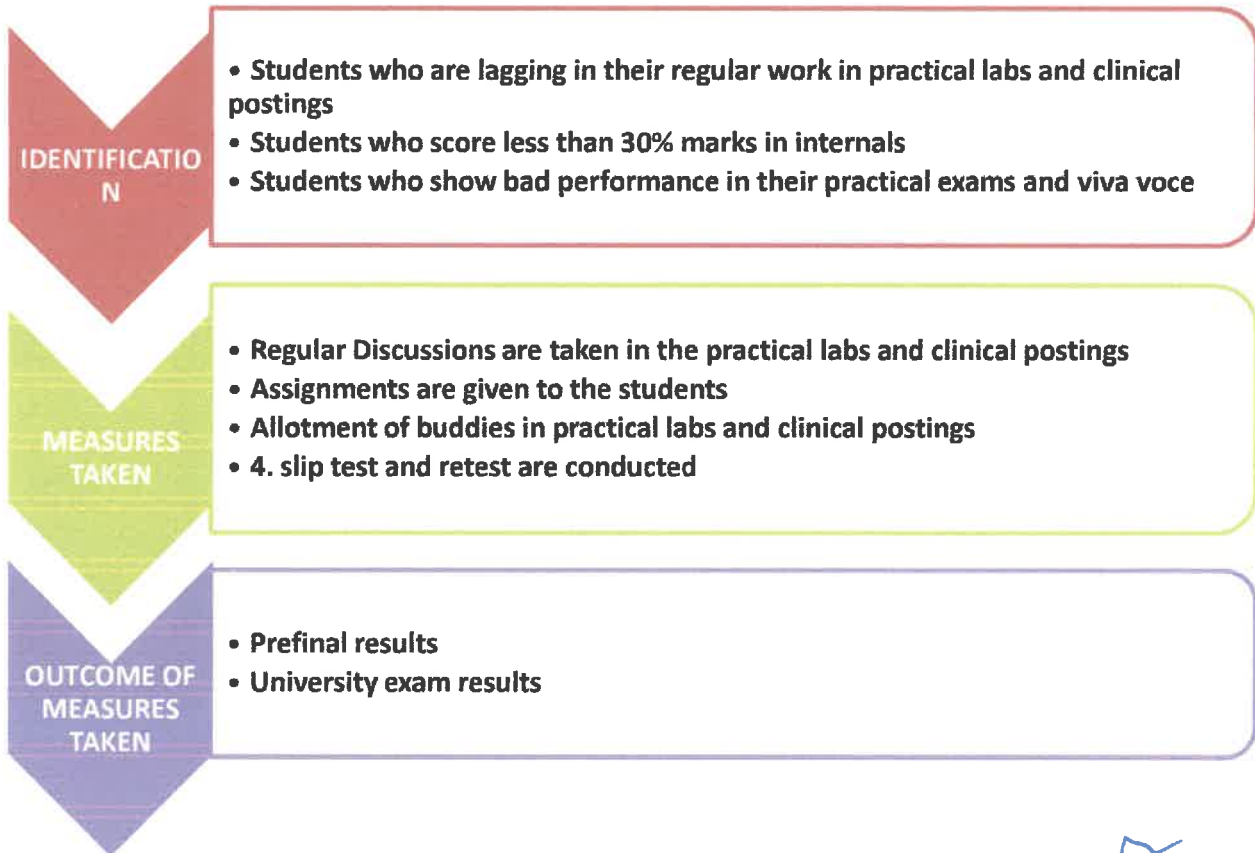 IDENTIFICATIO
N
• Students who are lagging in their regular work in practical labs and clinical
postings
• Students who score less than 30% marks in internals
• Students who show bad performance in their practical exams and viva voce
MEASURES
TAKEN
• Regular Discussions are taken in the practical labs and clinical postings
• Assignments are given to the students
• Allotment of buddies in practical labs and clinical postings
• 4. slip test and retest are conducted
OUTCOME OF
MEASURES
TAKEN
• Prefinal results
• University exam results